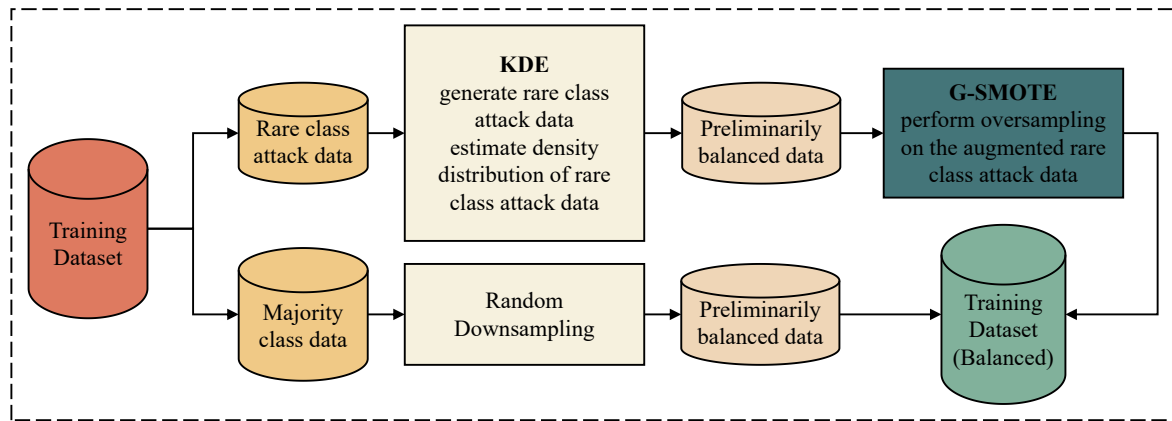 Training
Dataset
Rare class
attack data
KDE
generate rare class
attack data
estimate density
distribution of rare
class attack data
Preliminarily
balanced data
G-SMOTE
perform oversampling
on the augmented rare
class attack data
Majority
class data
Random
Downsampling
Preliminarily
balanced data
Training
Dataset
(Balanced)